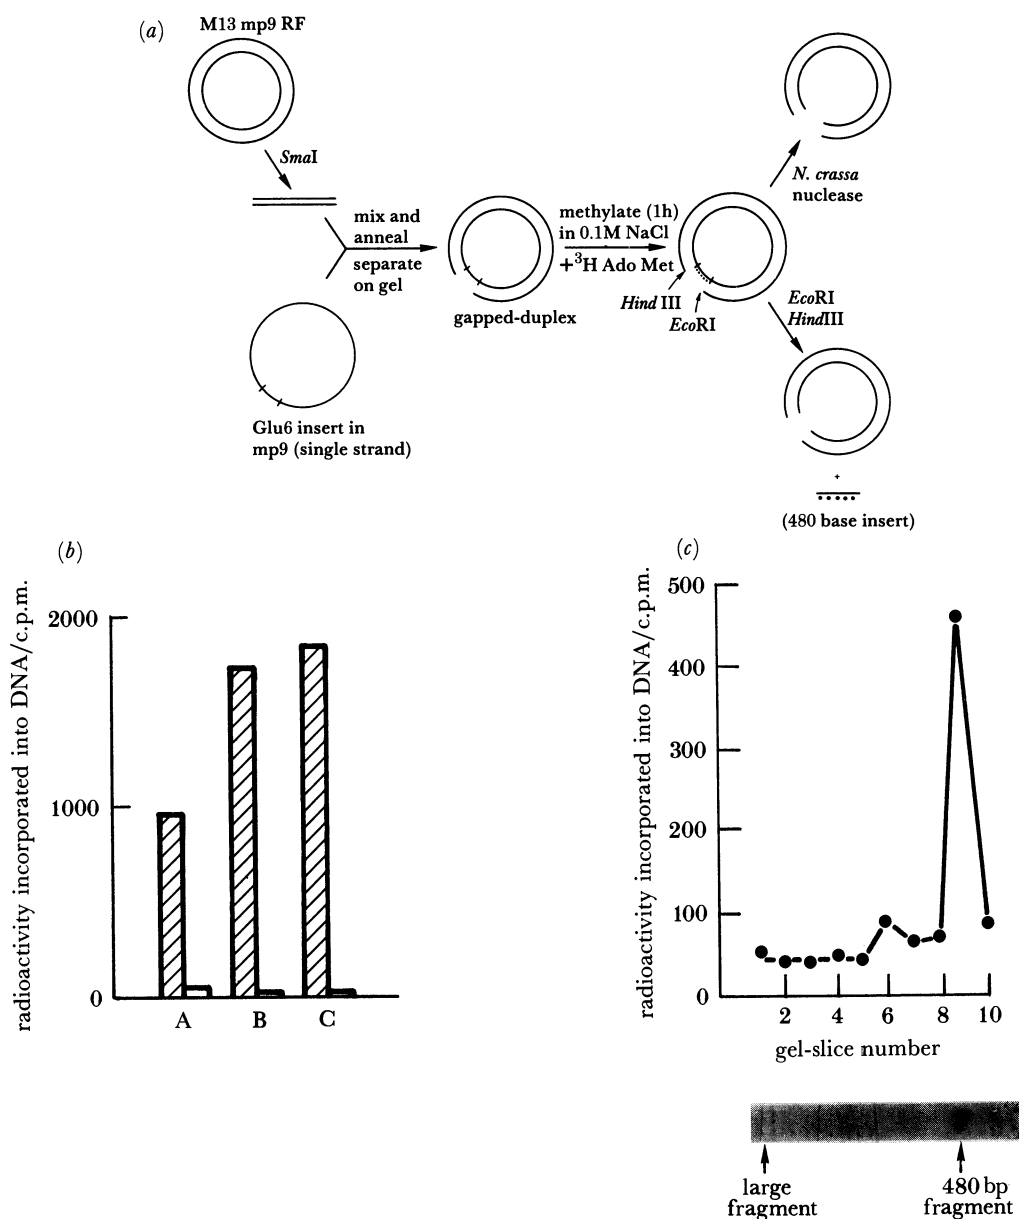 (a)
M13 mp9 RF
SmaI
mix and
anneal
separate
on gel
Glu6 insert in
mp9 (single strand)
gapped-duplex
methylate (1h)
in 0.1M NaCl
+³H Ado Met
Hind III
EcoRI
N. crassa
nuclease
EcoRI
HindIII
+
(480 base insert)
(b)
radioactivity incorporated into DNA/c.p.m.
2000
1000
0
A B C
(c)
radioactivity incorporated into DNA/c.p.m.
500
400
300
200
100
0
2 4 6 8 10
gel-slice number
large
fragment
480 bp
fragment